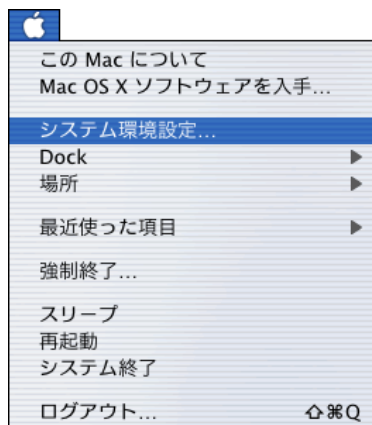 この Mac について
Mac OS X ソフトウェアを入手...
システム環境設定...
Dock
場所
最近使った項目
強制終了...
スリープ
再起動
システム終了
ログアウト... ⇧⌘Q